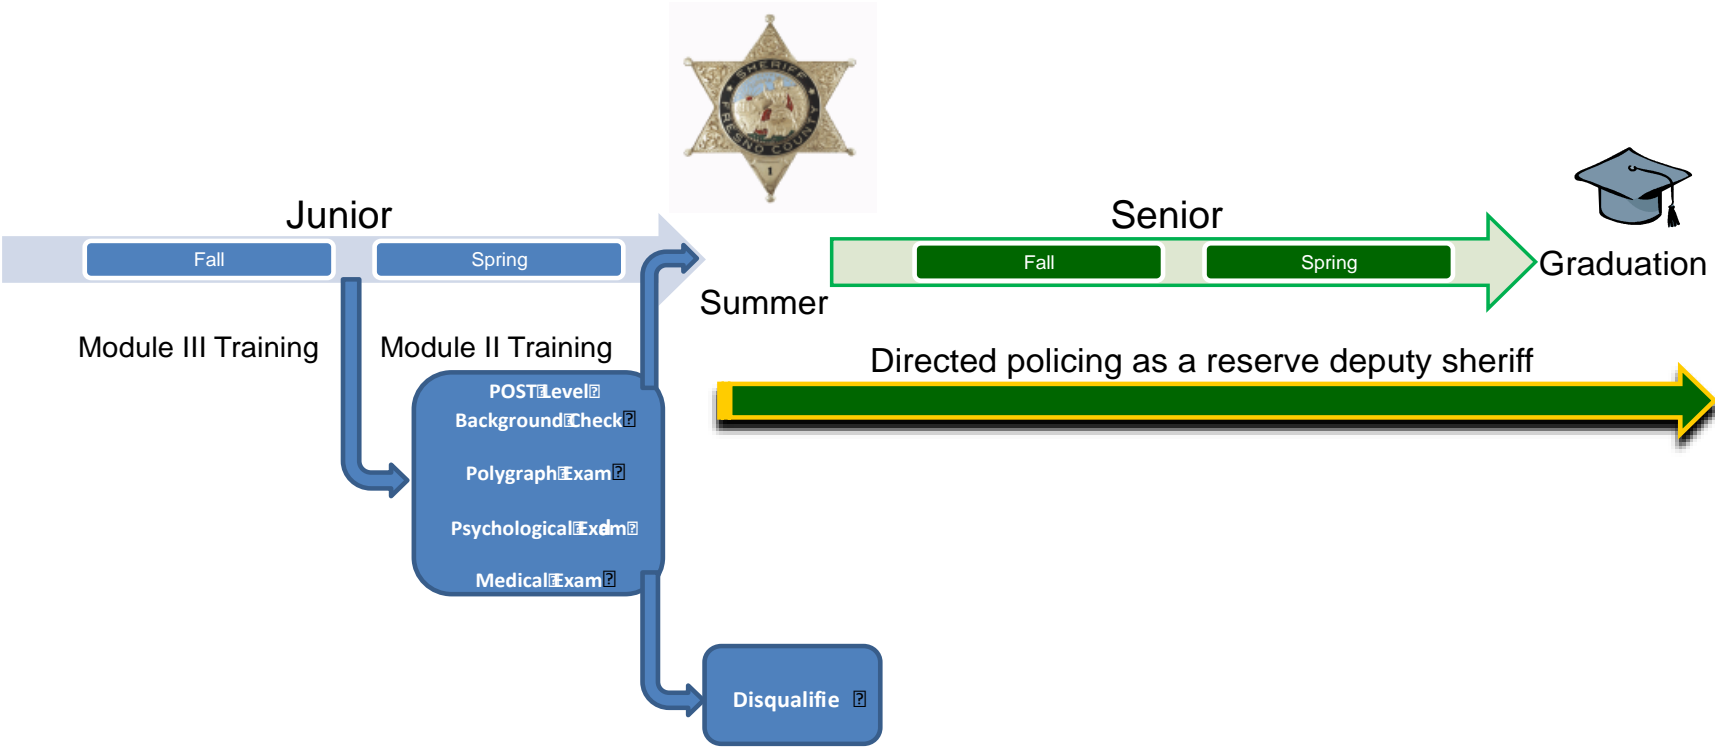 SHERIFF
FRESNO COUNTY
1
Junior
Senior
Fall
Spring
Fall
Spring
Graduation
Summer
Module III Training
Module II Training
Directed policing as a reserve deputy sheriff
POST Level
Background Check
Polygraph Exam
Psychological Exam
Medical Exam
Disqualifie